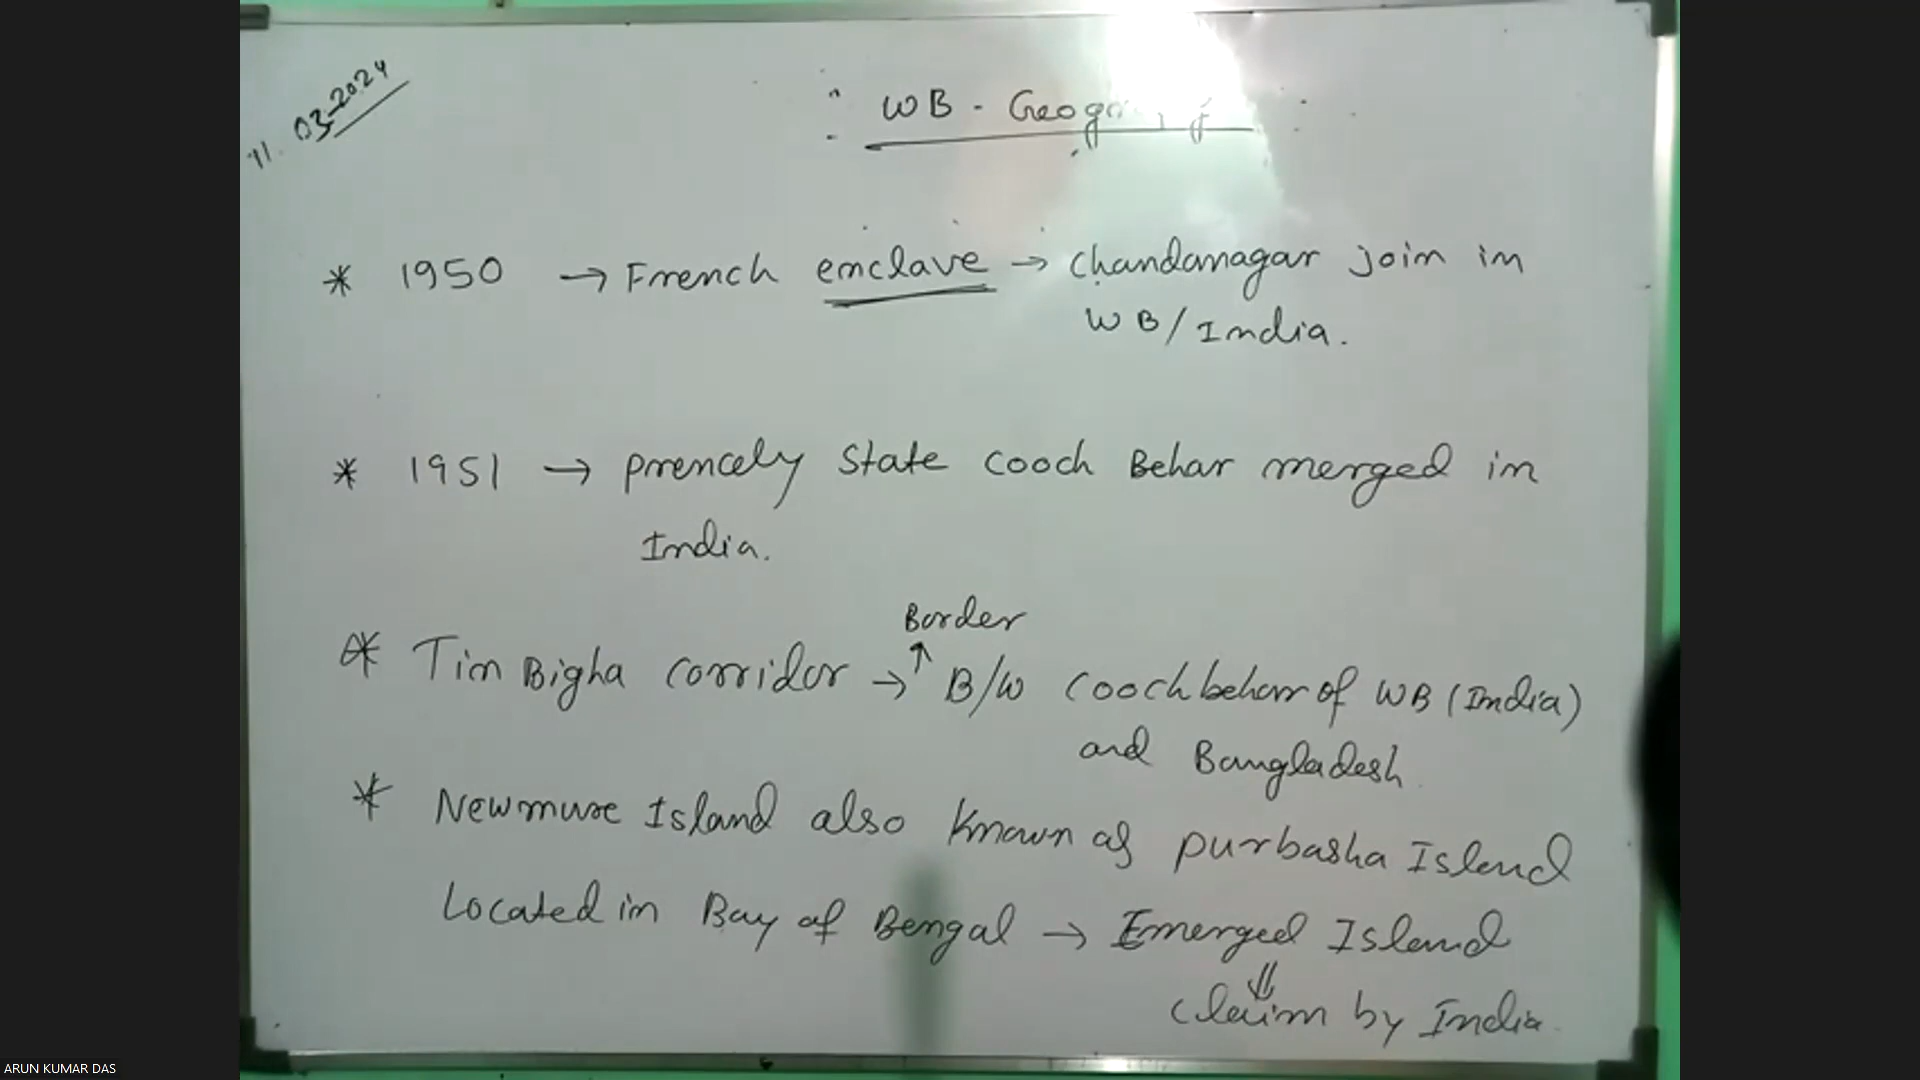 11.03.2024
WB - Geog
* 1950 → French enclave → Chandanagar join in
WB/India.
* 1951 → prencely State Cooch Behar merged in
India.
Border
* Tin Bigha corridor → ↑ B/W Coochbehar of WB (India)
and Bangladesh.
* Newmure Island also known as purbasha Island
Located in Bay of Bengal → Emerged Island
⇓
Claim by India.
ARUN KUMAR DAS